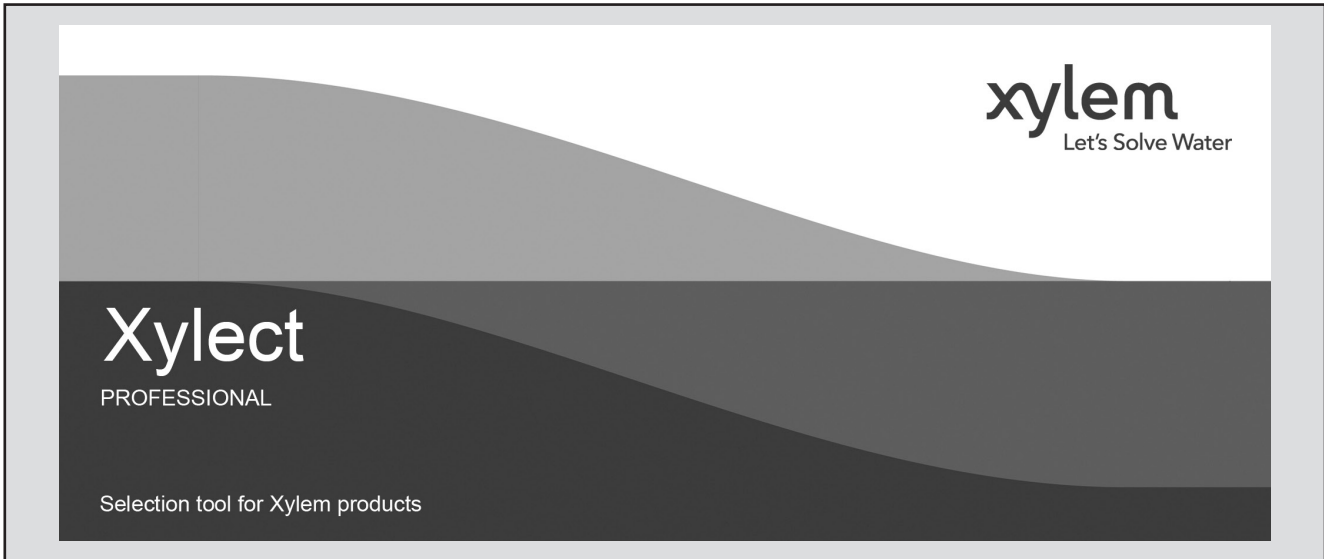 xylem
Let's Solve Water
Xylect
PROFESSIONAL
Selection tool for Xylem products